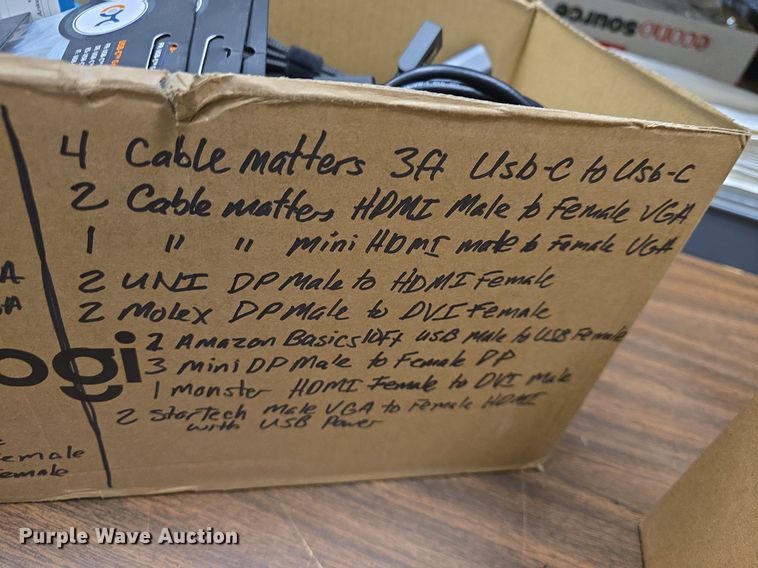 econosource
4 Cable matters 3ft Usb-C to Usb-C
2 Cable matters HDMI Male to Female VGA
1 " " mini HDMI male to Female VGA
2 UNI DP Male to HDMI Female
2 Molex DP Male to DVI Female
2 Amazon Basics 10Ft USB Male to USB Female
3 mini DP Male to Female DP
1 monster HDMI Female to DVI Male
2 StarTech male VGA to Female HDMI
with USB Power
ogi
emale
emale
Purple Wave Auction